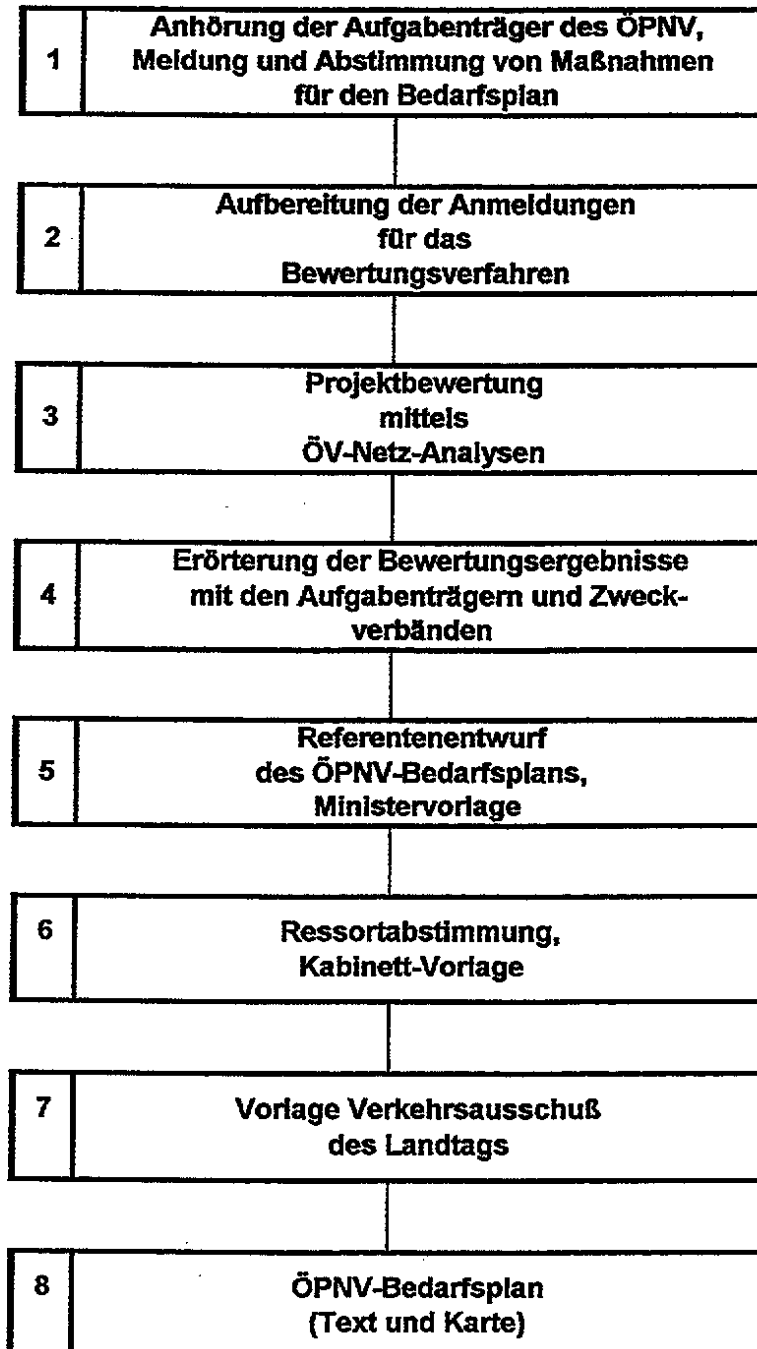 Anhörung der Aufgabenträger des ÖPNV,
1 Meldung und Abstimmung von Maßnahmen
für den Bedarfsplan
Aufbereitung der Anmeldungen
2 für das
Bewertungsverfahren
Projektbewertung
3 mittels
ÖV-Netz-Analysen
Erörterung der Bewertungsergebnisse
4 mit den Aufgabenträgern und Zweck-
verbänden
Referentenentwurf
5 des ÖPNV-Bedarfsplans,
Ministervorlage
6 Ressortabstimmung,
Kabinett-Vorlage
7 Vorlage Verkehrsausschuß
des Landtags
8 ÖPNV-Bedarfsplan
(Text und Karte)